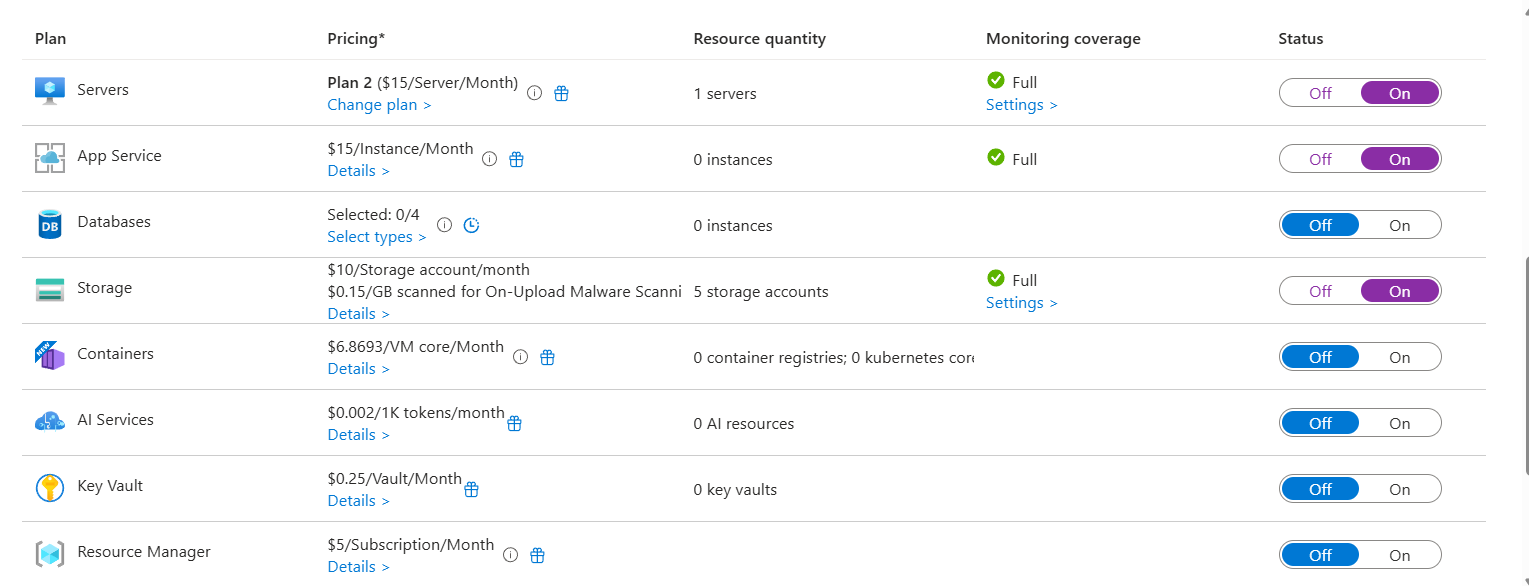 Plan Pricing* Resource quantity Monitoring coverage Status
Servers
Plan 2 ($15/Server/Month)
Change plan >
1 servers
Full
Settings >
Off On
App Service
$15/Instance/Month
Details >
0 instances
Full
Off On
DB
Databases
Selected: 0/4
Select types >
0 instances
Off On
Storage
$10/Storage account/month
$0.15/GB scanned for On-Upload Malware Scanni
Details >
5 storage accounts
Full
Settings >
Off On
NEW
Containers
$6.8693/VM core/Month
Details >
0 container registries; 0 kubernetes core
Off On
AI Services
$0.002/1K tokens/month
Details >
0 AI resources
Off On
Key Vault
$0.25/Vault/Month
Details >
0 key vaults
Off On
Resource Manager
$5/Subscription/Month
Details >
Off On